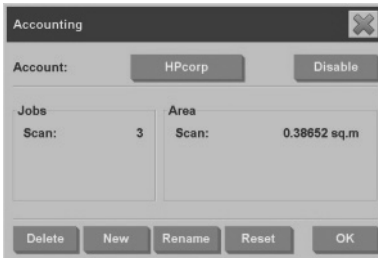 Accounting
Account: HPcorp Disable
Jobs Area
Scan: 3 Scan: 0.38652 sq.m
Delete New Rename Reset OK